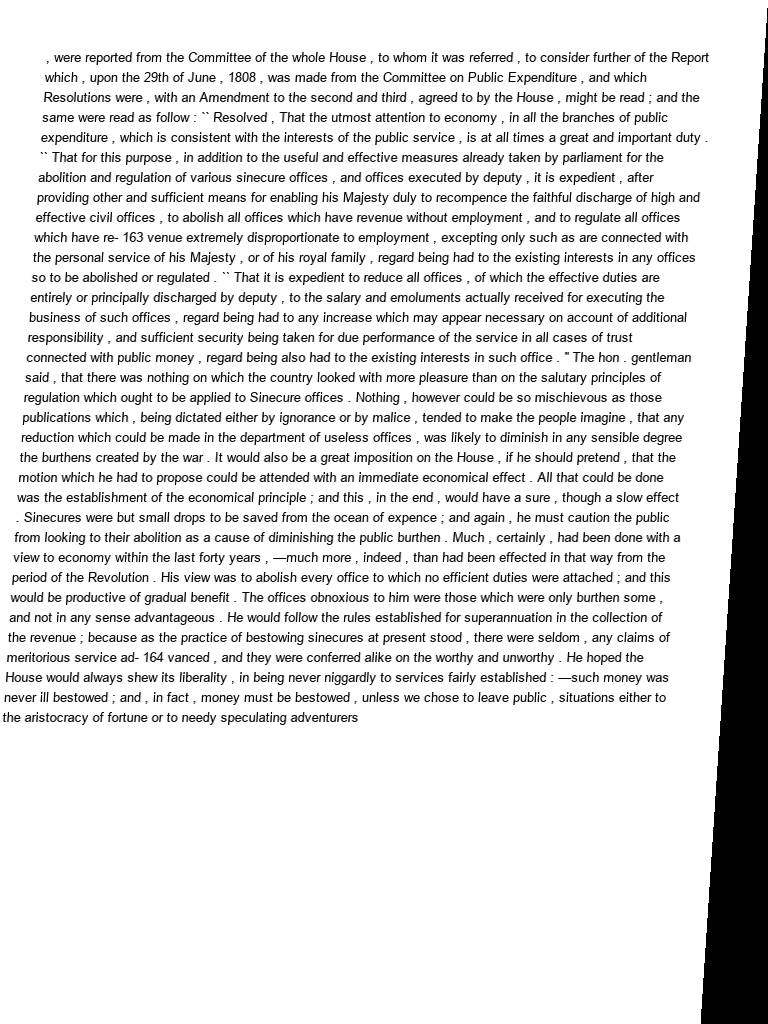 , were reported from the Committee of the whole House , to whom it was referred , to consider further of the Report
which , upon the 29th of June , 1808 , was made from the Committee on Public Expenditure , and which
Resolutions were , with an Amendment to the second and third , agreed to by the House , might be read ; and the
same were read as follow : `` Resolved , That the utmost attention to economy , in all the branches of public
expenditure , which is consistent with the interests of the public service , is at all times a great and important duty .
`` That for this purpose , in addition to the useful and effective measures already taken by parliament for the
abolition and regulation of various sinecure offices , and offices executed by deputy , it is expedient , after
providing other and sufficient means for enabling his Majesty duly to recompence the faithful discharge of high and
effective civil offices , to abolish all offices which have revenue without employment , and to regulate all offices
which have re- 163 venue extremely disproportionate to employment , excepting only such as are connected with
the personal service of his Majesty , or of his royal family , regard being had to the existing interests in any offices
so to be abolished or regulated . `` That it is expedient to reduce all offices , of which the effective duties are
entirely or principally discharged by deputy , to the salary and emoluments actually received for executing the
business of such offices , regard being had to any increase which may appear necessary on account of additional
responsibility , and sufficient security being taken for due performance of the service in all cases of trust
connected with public money , regard being also had to the existing interests in such office . " The hon . gentleman
said , that there was nothing on which the country looked with more pleasure than on the salutary principles of
regulation which ought to be applied to Sinecure offices . Nothing , however could be so mischievous as those
publications which , being dictated either by ignorance or by malice , tended to make the people imagine , that any
reduction which could be made in the department of useless offices , was likely to diminish in any sensible degree
the burthens created by the war . It would also be a great imposition on the House , if he should pretend , that the
motion which he had to propose could be attended with an immediate economical effect . All that could be done
was the establishment of the economical principle ; and this , in the end , would have a sure , though a slow effect
. Sinecures were but small drops to be saved from the ocean of expence ; and again , he must caution the public
from looking to their abolition as a cause of diminishing the public burthen . Much , certainly , had been done with a
view to economy within the last forty years , —much more , indeed , than had been effected in that way from the
period of the Revolution . His view was to abolish every office to which no efficient duties were attached ; and this
would be productive of gradual benefit . The offices obnoxious to him were those which were only burthen some ,
and not in any sense advantageous . He would follow the rules established for superannuation in the collection of
the revenue ; because as the practice of bestowing sinecures at present stood , there were seldom , any claims of
meritorious service ad- 164 vanced , and they were conferred alike on the worthy and unworthy . He hoped the
House would always shew its liberality , in being never niggardly to services fairly established : —such money was
never ill bestowed ; and , in fact , money must be bestowed , unless we chose to leave public , situations either to
the aristocracy of fortune or to needy speculating adventurers